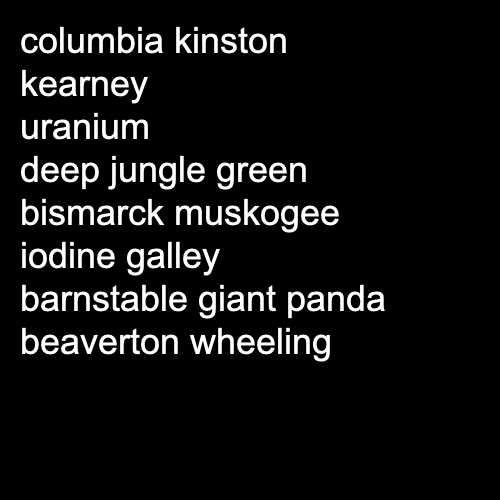 columbia kinston
kearney
uranium
deep jungle green
bismarck muskogee
iodine galley
barnstable giant panda
beaverton wheeling